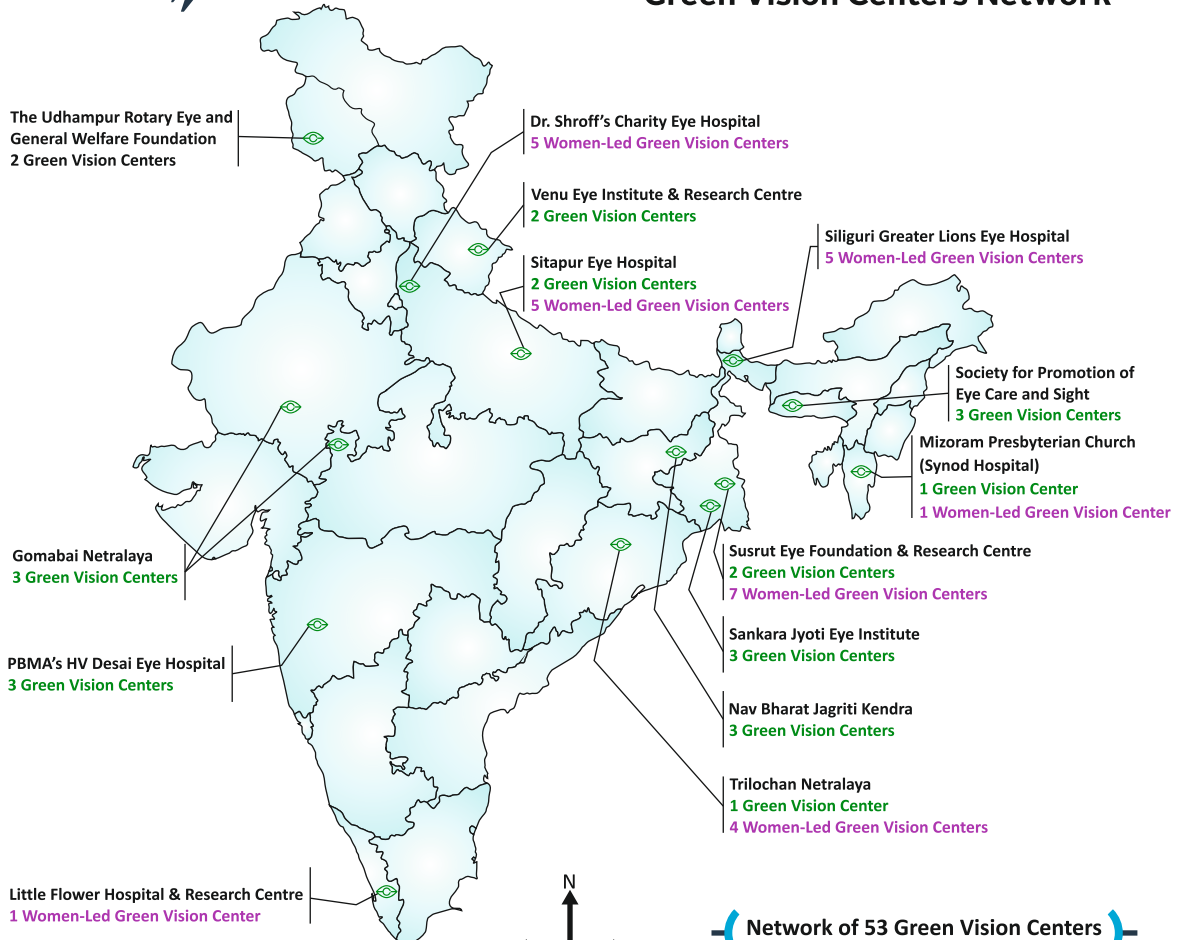 Green Vision Centers Network
The Udhampur Rotary Eye and
General Welfare Foundation
2 Green Vision Centers
Dr. Shroff's Charity Eye Hospital
5 Women-Led Green Vision Centers
Venu Eye Institute & Research Centre
2 Green Vision Centers
Sitapur Eye Hospital
2 Green Vision Centers
5 Women-Led Green Vision Centers
Siliguri Greater Lions Eye Hospital
5 Women-Led Green Vision Centers
Society for Promotion of
Eye Care and Sight
3 Green Vision Centers
Mizoram Presbyterian Church
(Synod Hospital)
1 Green Vision Center
1 Women-Led Green Vision Center
Gomabai Netralaya
3 Green Vision Centers
Susrut Eye Foundation & Research Centre
2 Green Vision Centers
7 Women-Led Green Vision Centers
Sankara Jyoti Eye Institute
3 Green Vision Centers
PBMA's HV Desai Eye Hospital
3 Green Vision Centers
Nav Bharat Jagriti Kendra
3 Green Vision Centers
Trilochan Netralaya
1 Green Vision Center
4 Women-Led Green Vision Centers
Little Flower Hospital & Research Centre
1 Women-Led Green Vision Center
N
Network of 53 Green Vision Centers